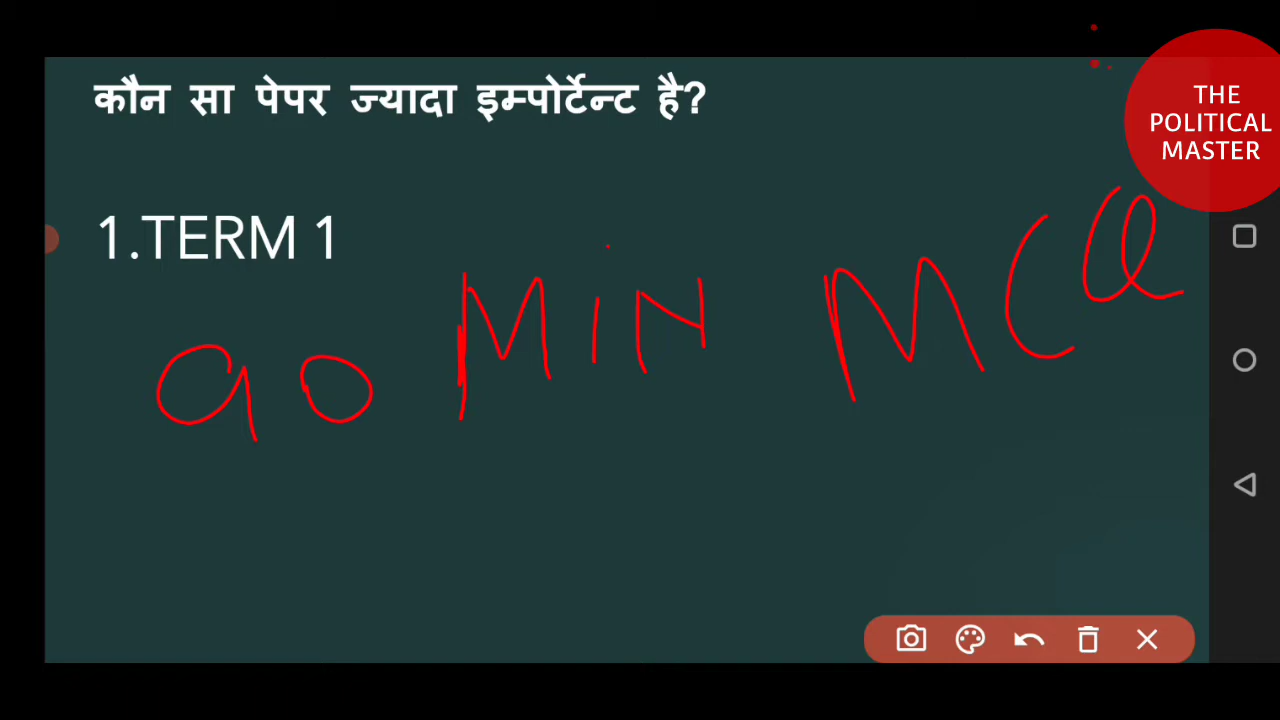 कौन सा पेपर ज्यादा इम्पोर्टेन्ट है?
THE
POLITICAL
MASTER
1.TERM 1
90 MIN MCQ